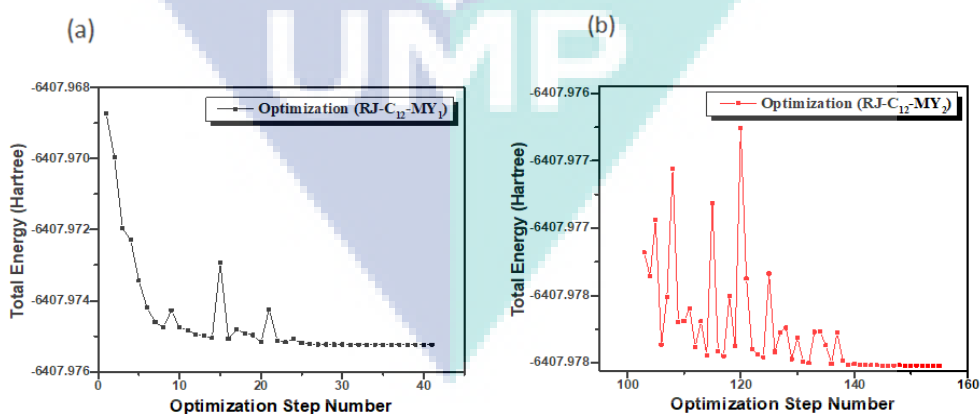 (a)
(b)
UMP
-6407.968
-6407.970
-6407.972
-6407.974
-6407.976
Total Energy (Hartree)
Optimization (RJ-C₁₂-MY₁)
0 10 20 30 40
Optimization Step Number
-6407.976
-6407.977
-6407.977
-6407.978
-6407.978
Total Energy (Hartree)
Optimization (RJ-C₁₂-MY₂)
100 120 140 160
Optimization Step Number